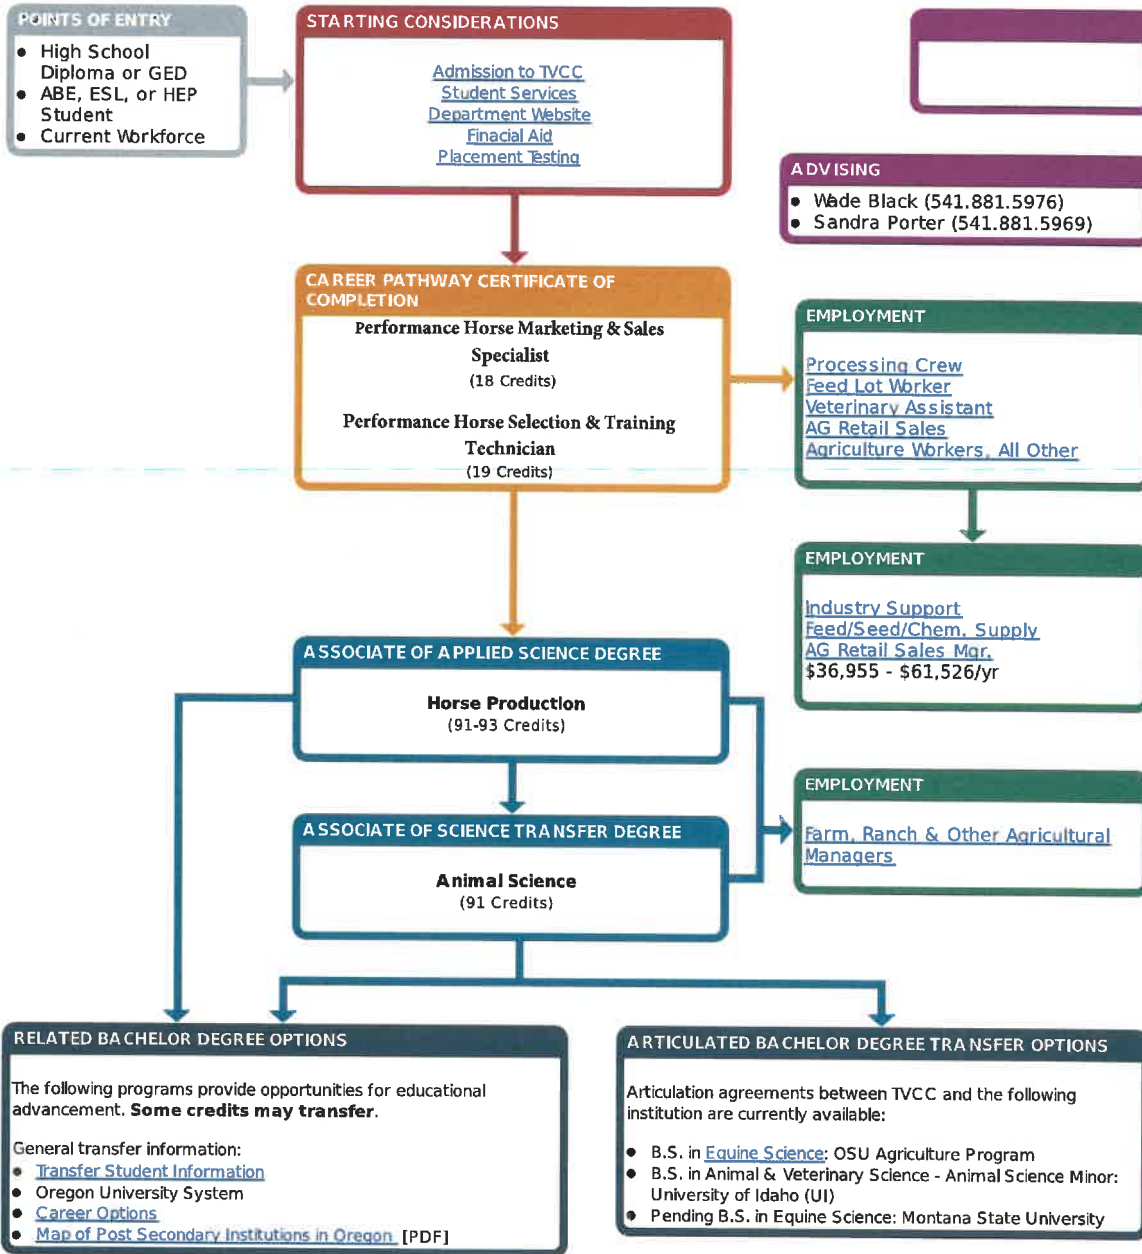 POINTS OF ENTRY
● High School
Diploma or GED
● ABE, ESL, or HEP
Student
● Current Workforce
STARTING CONSIDERATIONS
Admission to TVCC
Student Services
Department Website
Finacial Aid
Placement Testing
ADVISING
● Wade Black (541.881.5976)
● Sandra Porter (541.881.5969)
CAREER PATHWAY CERTIFICATE OF
COMPLETION
Performance Horse Marketing & Sales
Specialist
(18 Credits)
Performance Horse Selection & Training
Technician
(19 Credits)
EMPLOYMENT
Processing Crew
Feed Lot Worker
Veterinary Assistant
AG Retail Sales
Agriculture Workers, All Other
EMPLOYMENT
Industry Support
Feed/Seed/Chem. Supply
AG Retail Sales Mgr.
$36,955 - $61,526/yr
ASSOCIATE OF APPLIED SCIENCE DEGREE
Horse Production
(91-93 Credits)
ASSOCIATE OF SCIENCE TRANSFER DEGREE
Animal Science
(91 Credits)
EMPLOYMENT
Farm, Ranch & Other Agricultural
Managers
RELATED BACHELOR DEGREE OPTIONS
The following programs provide opportunities for educational
advancement. Some credits may transfer.
General transfer information:
● Transfer Student Information
● Oregon University System
● Career Options
● Map of Post Secondary Institutions in Oregon [PDF]
ARTICULATED BACHELOR DEGREE TRANSFER OPTIONS
Articulation agreements between TVCC and the following
institution are currently available:
● B.S. in Equine Science: OSU Agriculture Program
● B.S. in Animal & Veterinary Science - Animal Science Minor:
University of Idaho (UI)
● Pending B.S. in Equine Science: Montana State University